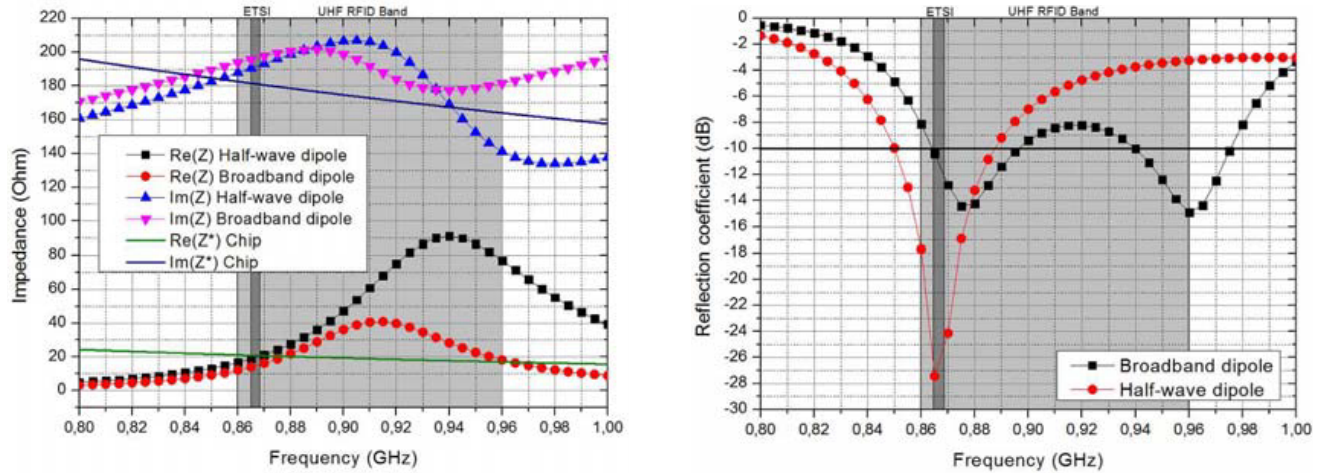 ETSI UHF RFID Band
220
200
180
160
140
120
100
80
60
40
20
0
Impedance (Ohm)
Re(Z) Half-wave dipole
Re(Z) Broadband dipole
Im(Z) Half-wave dipole
Im(Z) Broadband dipole
Re(Z*) Chip
Im(Z*) Chip
0,80 0,82 0,84 0,86 0,88 0,90 0,92 0,94 0,96 0,98 1,00
Frequency (GHz)
ETSI UHF RFID Band
0
-2
-4
-6
-8
-10
-12
-14
-16
-18
-20
-22
-24
-26
-28
-30
Reflection coefficient (dB)
Broadband dipole
Half-wave dipole
0,80 0,82 0,84 0,86 0,88 0,90 0,92 0,94 0,96 0,98 1,00
Frequency (GHz)